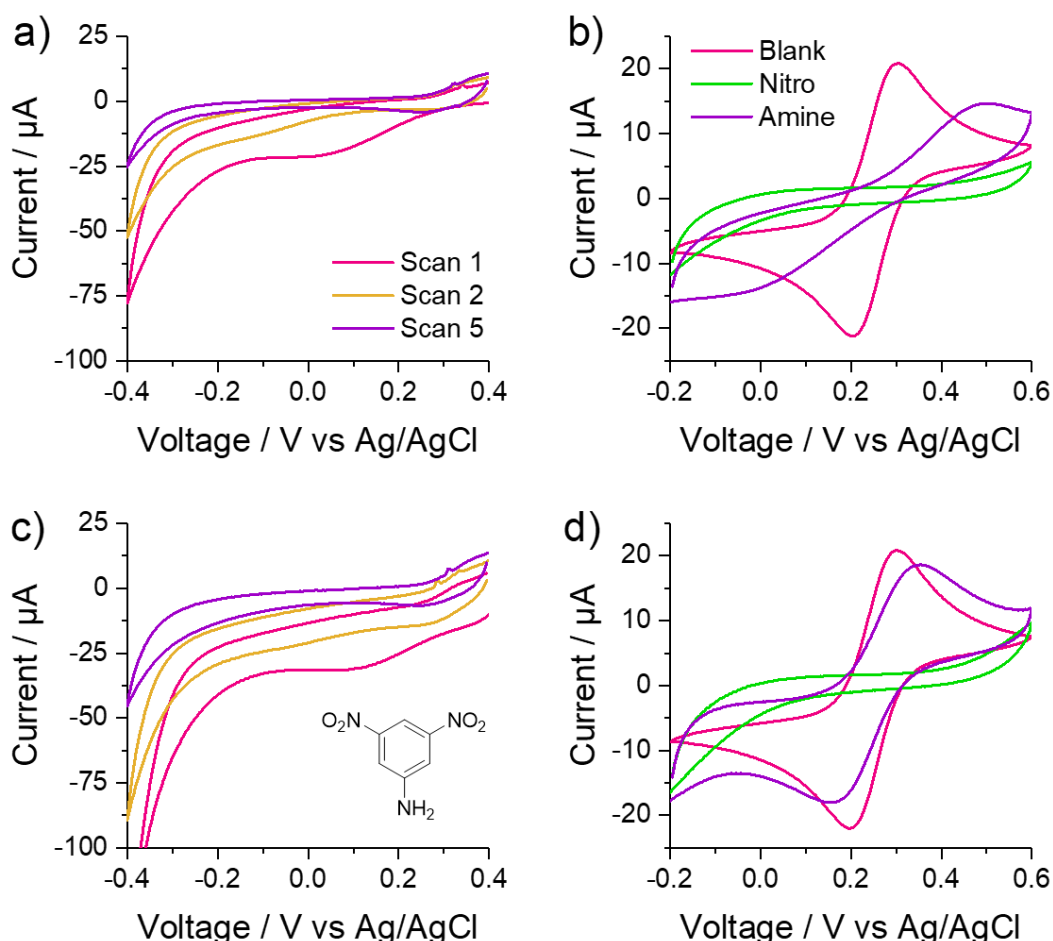 a)
25
0
-25
-50
-75
-100
Current / µA
Scan 1
Scan 2
Scan 5
-0.4 -0.2 0.0 0.2 0.4
Voltage / V vs Ag/AgCl
b)
20
10
0
-10
-20
Current / µA
Blank
Nitro
Amine
-0.2 0.0 0.2 0.4 0.6
Voltage / V vs Ag/AgCl
c)
25
0
-25
-50
-75
-100
Current / µA
O₂N NO₂
NH₂
-0.4 -0.2 0.0 0.2 0.4
Voltage / V vs Ag/AgCl
d)
20
10
0
-10
-20
Current / µA
-0.2 0.0 0.2 0.4 0.6
Voltage / V vs Ag/AgCl